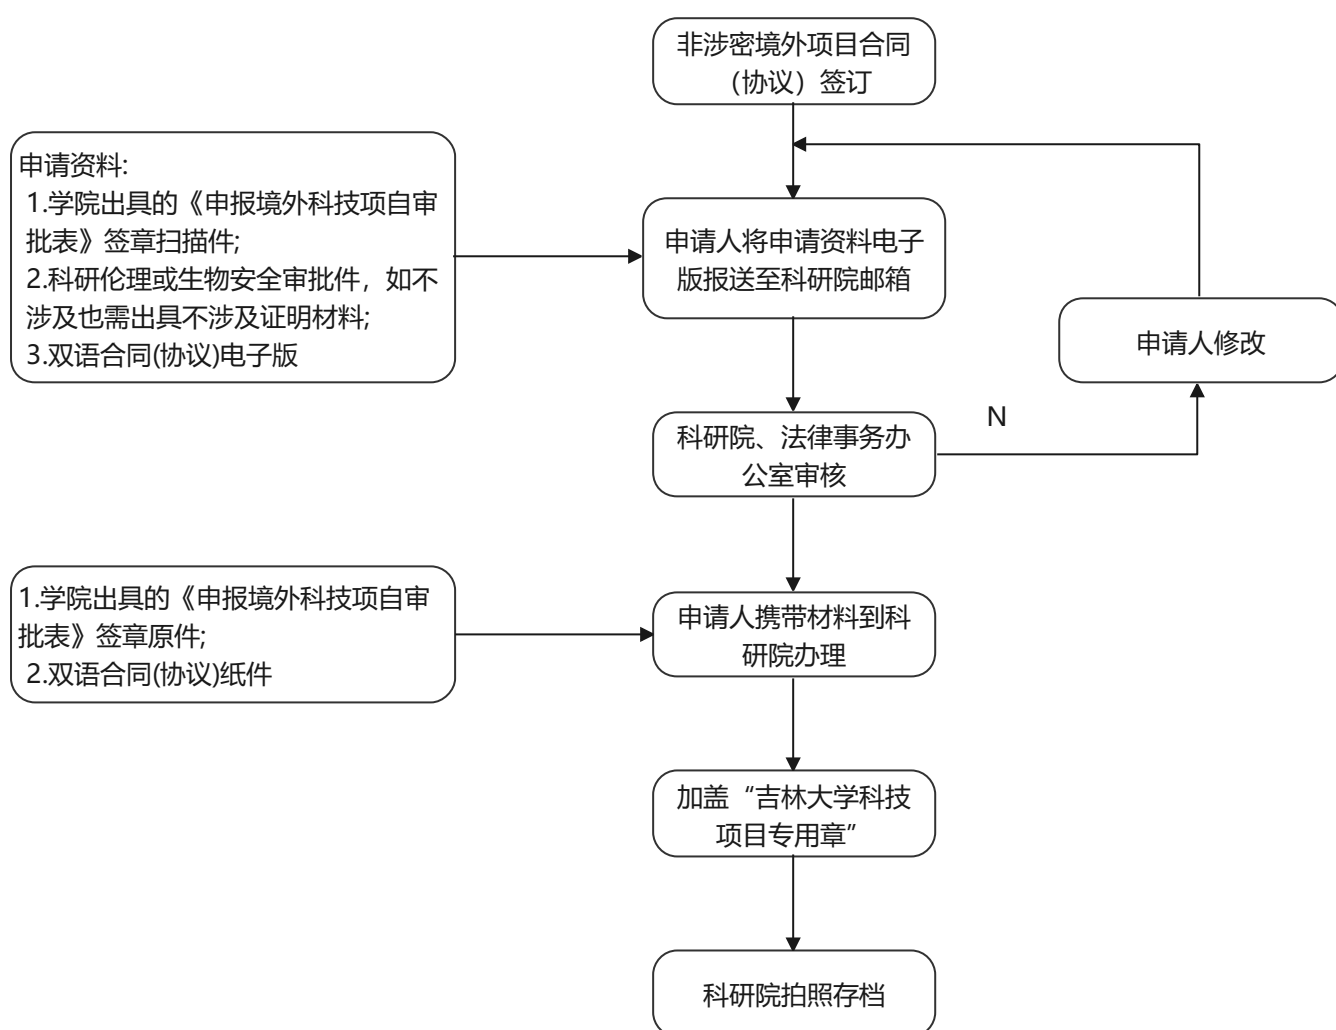 非涉密境外项目合同
（协议）签订
申请资料:
1.学院出具的《申报境外科技项自审
批表》签章扫描件;
2.科研伦理或生物安全审批件，如不
涉及也需出具不涉及证明材料;
3.双语合同(协议)电子版
申请人将申请资料电子
版报送至科研院邮箱
申请人修改
N
科研院、法律事务办
公室审核
1.学院出具的《申报境外科技项自审
批表》签章原件;
2.双语合同(协议)纸件
申请人携带材料到科
研院办理
加盖“吉林大学科技
项目专用章”
科研院拍照存档